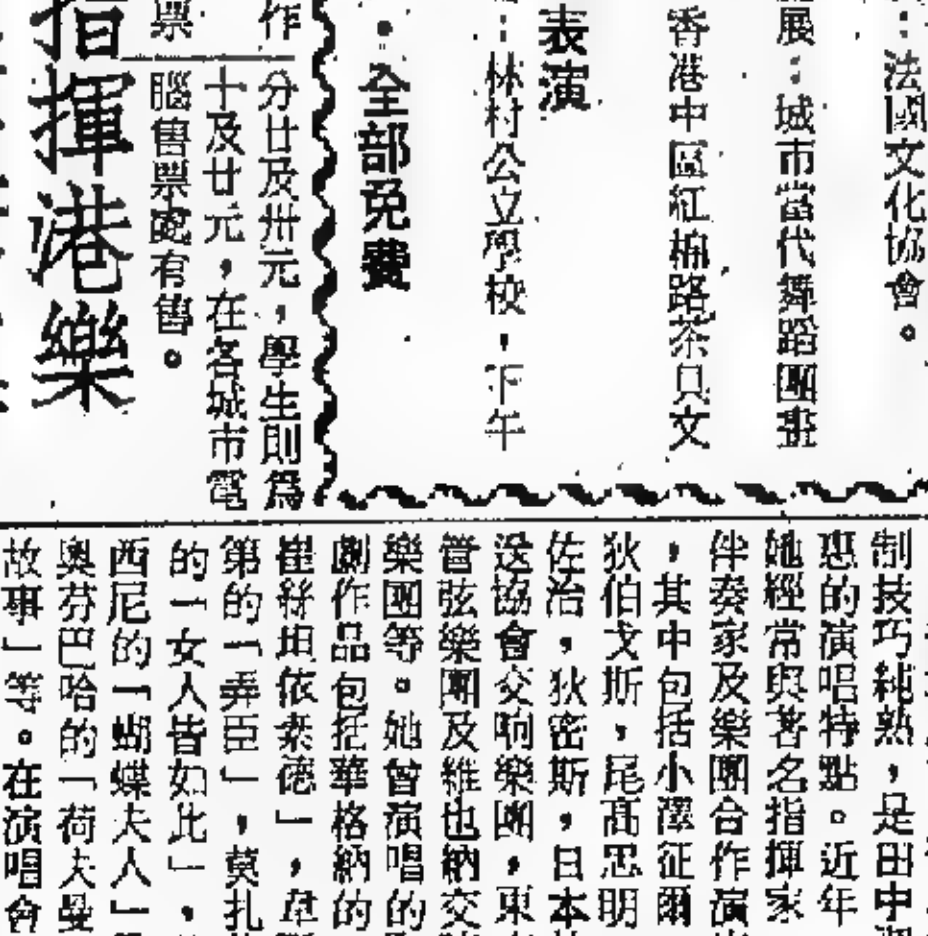 ：法國文化協會。
展：城市當代舞蹈團畫
香港中區紅棉路茶具文
表演
：林村公立學校，下午
·全部免費
作
票
分廿及卅元，學生則爲
十及廿元，在各城市電
腦售票處有售。
指揮港樂
制技巧純熟，是田中
惠的演唱特點。近年
她經常與著名指揮家
伴奏家及樂團合作演
，其中包括小澤征爾
狄伯戈斯，尾高忠明
佐治，狄密斯，日本
送協會交响樂團，東
管弦樂團及維也納交
樂團等。她曾演唱的
劇作品包括華格納的
崔絲坦依索德」，韋
第的「弄臣」，莫扎
的「女人皆如此」，
西尼的「蝴蝶夫人」
奧芬巴哈的「荷夫曼
故事」等。在演唱會